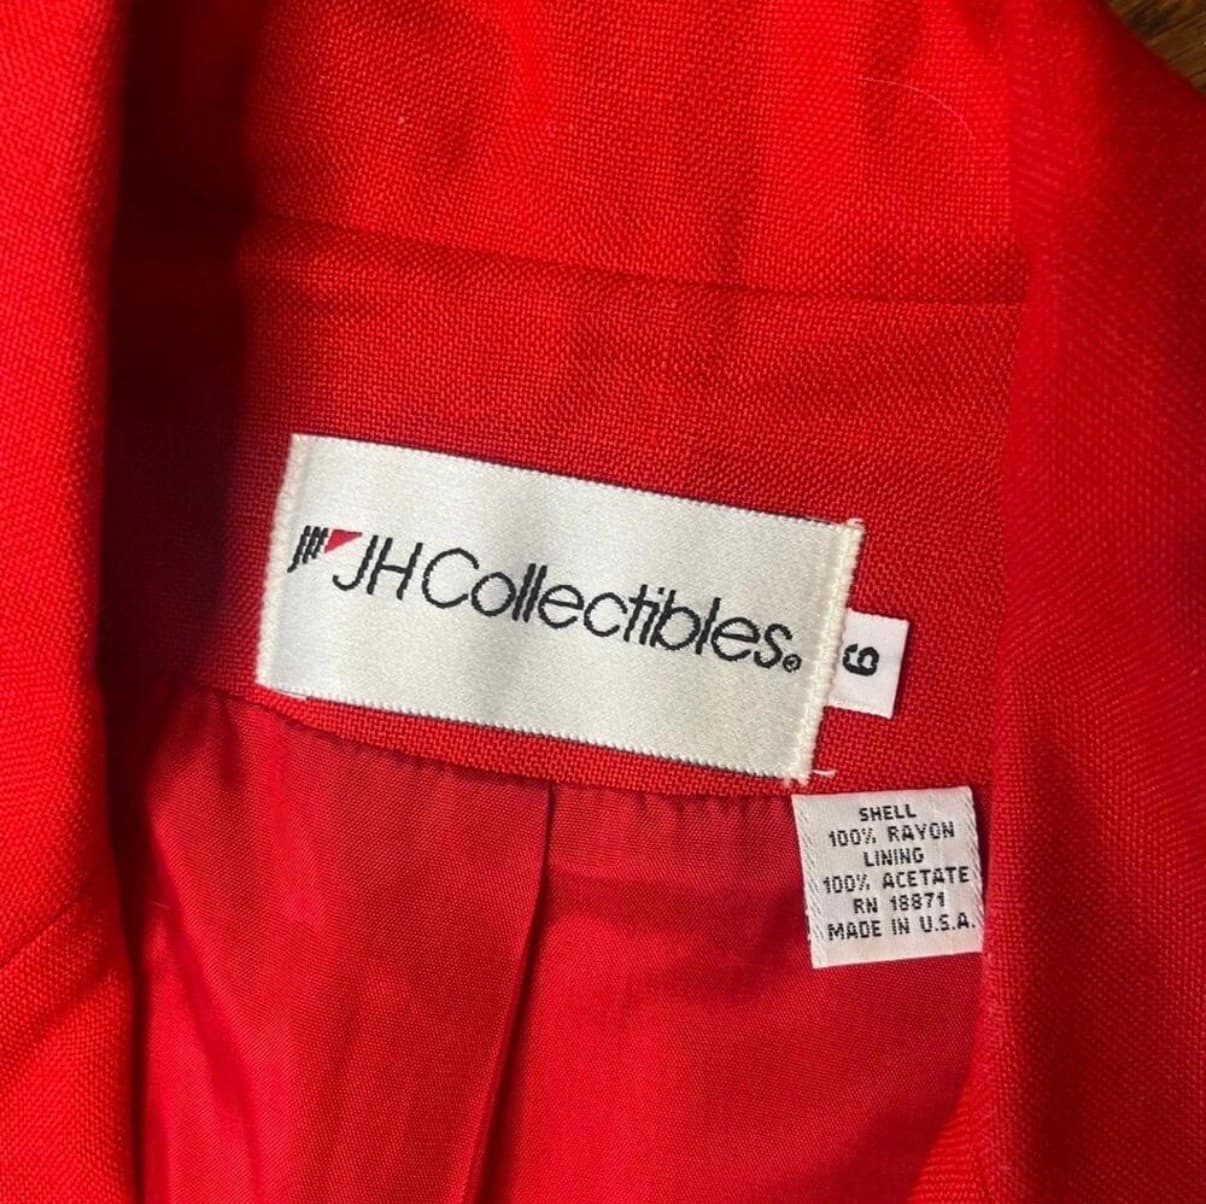 JH Collectibles®
6
SHELL
100% RAYON
LINING
100% ACETATE
RN 18871
MADE IN U.S.A.